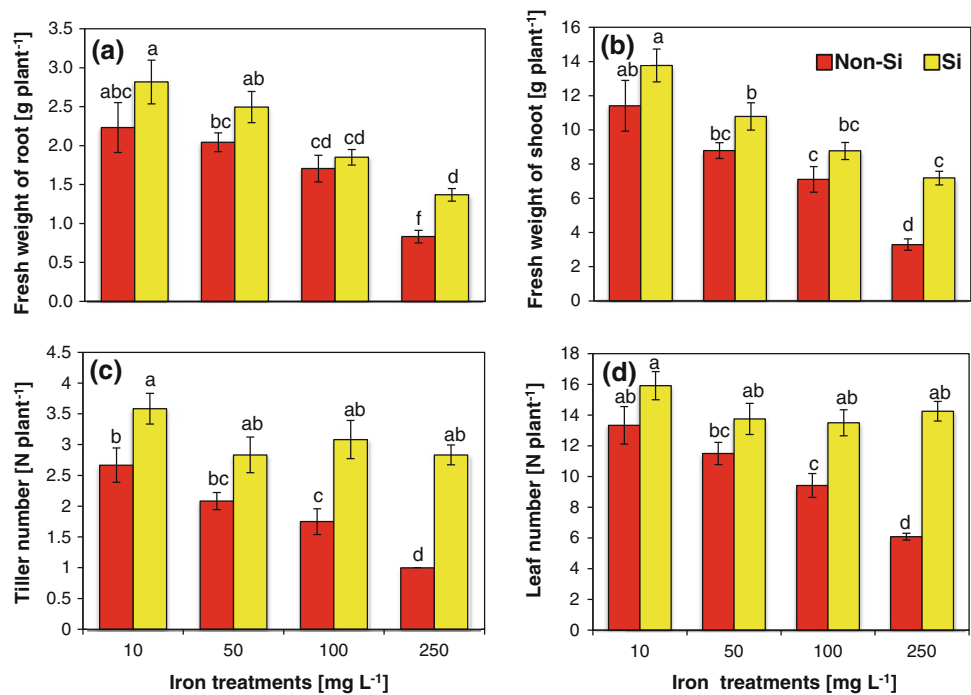 (a)
Fresh weight of root [g plant-1]
3.5
3.0
2.5
2.0
1.5
1.0
0.5
0.0
abc
a
bc
ab
cd
cd
f
d
(b)
Non-Si
Si
Fresh weight of shoot [g plant-1]
16
14
12
10
8
6
4
2
0
ab
a
bc
b
c
bc
d
c
(c)
Tiller number [N plant-1]
4.5
4
3.5
3
2.5
2
1.5
1
0.5
0
b
a
bc
ab
c
ab
d
ab
10 50 100 250
Iron treatments [mg L-1]
(d)
Leaf number [N plant-1]
18
16
14
12
10
8
6
4
2
0
ab
a
bc
ab
c
ab
d
ab
10 50 100 250
Iron treatments [mg L-1]